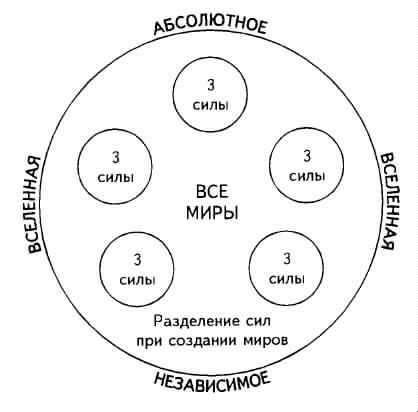 АБСОЛЮТНОЕ
3
силы
3
силы
3
силы
ВСЕЛЕННАЯ
ВСЕЛЕННАЯ
ВСЕ
МИРЫ
3
силы
3
силы
Разделение сил
при создании миров
НЕЗАВИСИМОЕ